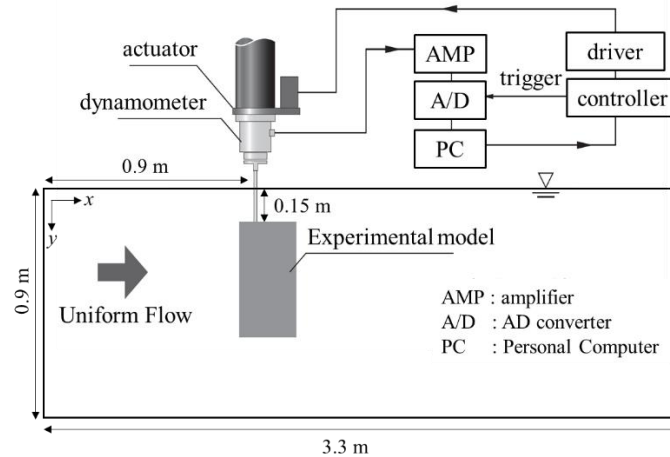 actuator
dynamometer
AMP
A/D
PC
trigger
driver
controller
0.9 m
x
y
0.15 m
Experimental model
Uniform Flow
0.9 m
AMP : amplifier
A/D : AD converter
PC : Personal Computer
3.3 m